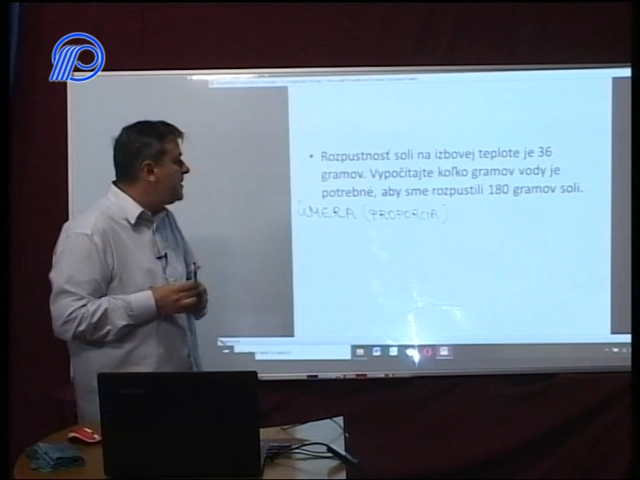 • Rozpustnosť soli na izbovej teplote je 36
gramov. Vypočítajte koľko gramov vody je
potrebné, aby sme rozpustili 180 gramov soli.
ÚMERA (PROPORCIA)